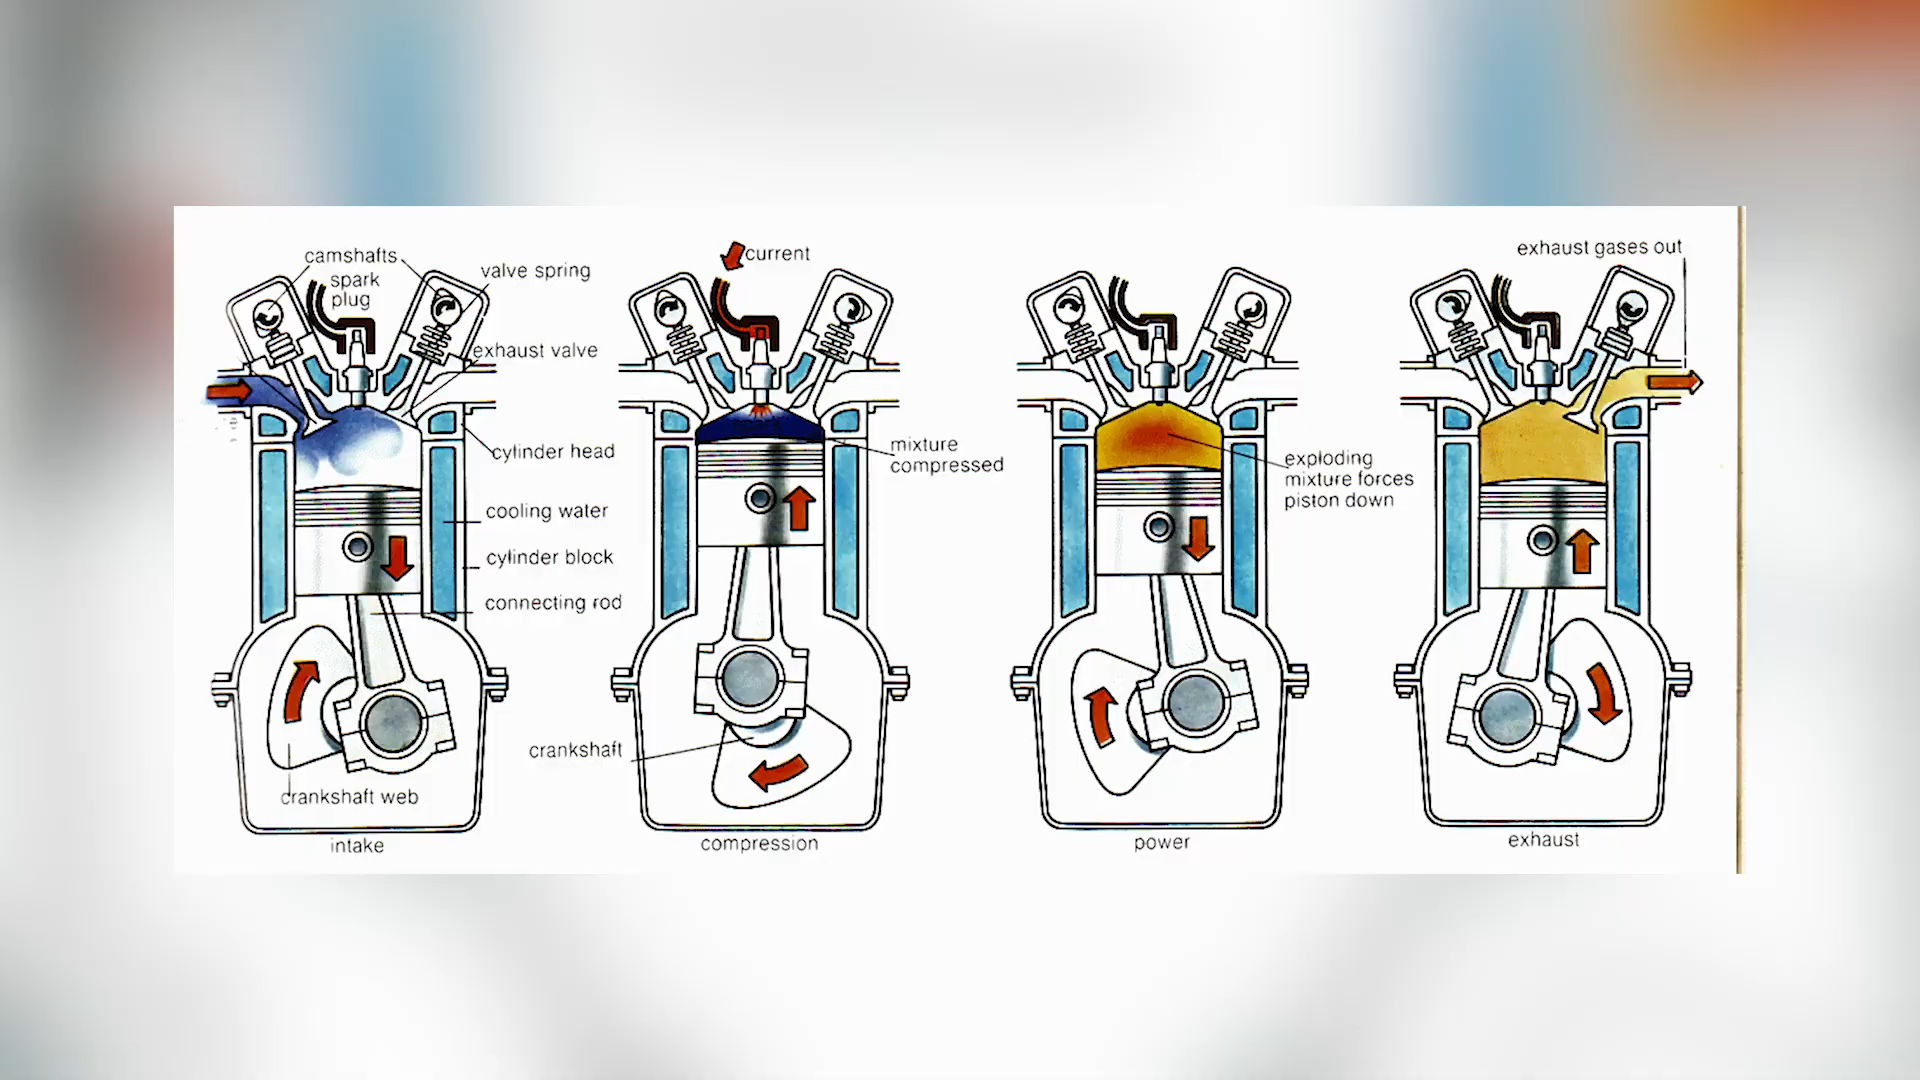 camshafts
spark
plug
valve spring
exhaust valve
cylinder head
cooling water
cylinder block
connecting rod
crankshaft web
intake
current
mixture
compressed
crankshaft
compression
exploding
mixture forces
piston down
power
exhaust gases out
exhaust